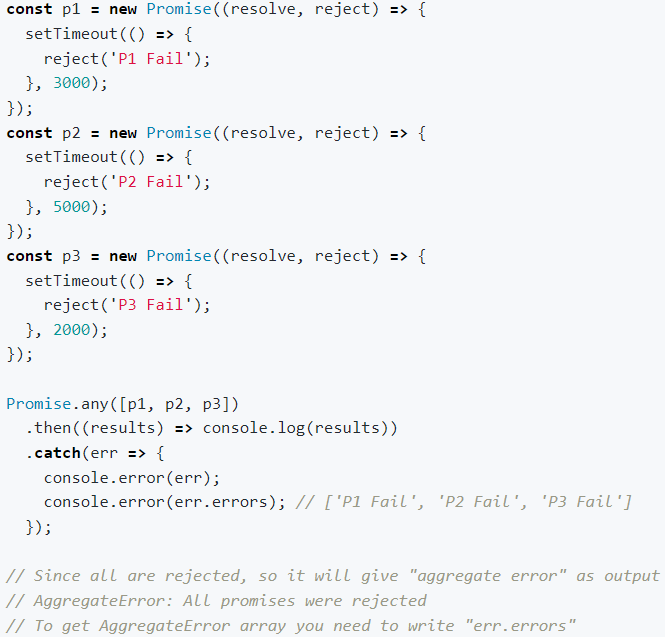 const p1 = new Promise((resolve, reject) => {
  setTimeout(() => {
    reject('P1 Fail');
  }, 3000);
});
const p2 = new Promise((resolve, reject) => {
  setTimeout(() => {
    reject('P2 Fail');
  }, 5000);
});
const p3 = new Promise((resolve, reject) => {
  setTimeout(() => {
    reject('P3 Fail');
  }, 2000);
});

Promise.any([p1, p2, p3])
  .then((results) => console.log(results))
  .catch(err => {
    console.error(err);
    console.error(err.errors); // ['P1 Fail', 'P2 Fail', 'P3 Fail']
  });

// Since all are rejected, so it will give "aggregate error" as output
// AggregateError: All promises were rejected
// To get AggregateError array you need to write "err.errors"